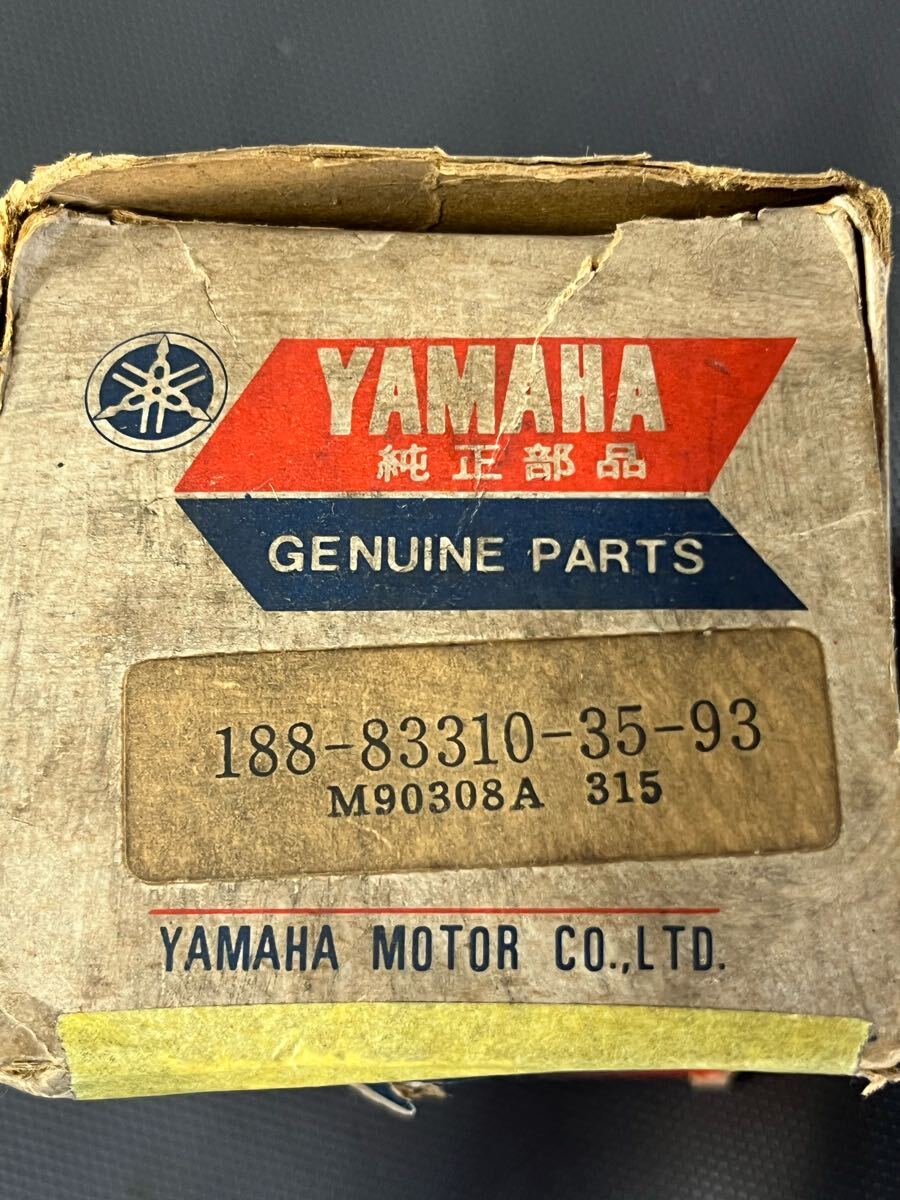 YAMAHA
純正部品
GENUINE PARTS
188-83310-35-93
M90308A 315
YAMAHA MOTOR CO.,LTD.